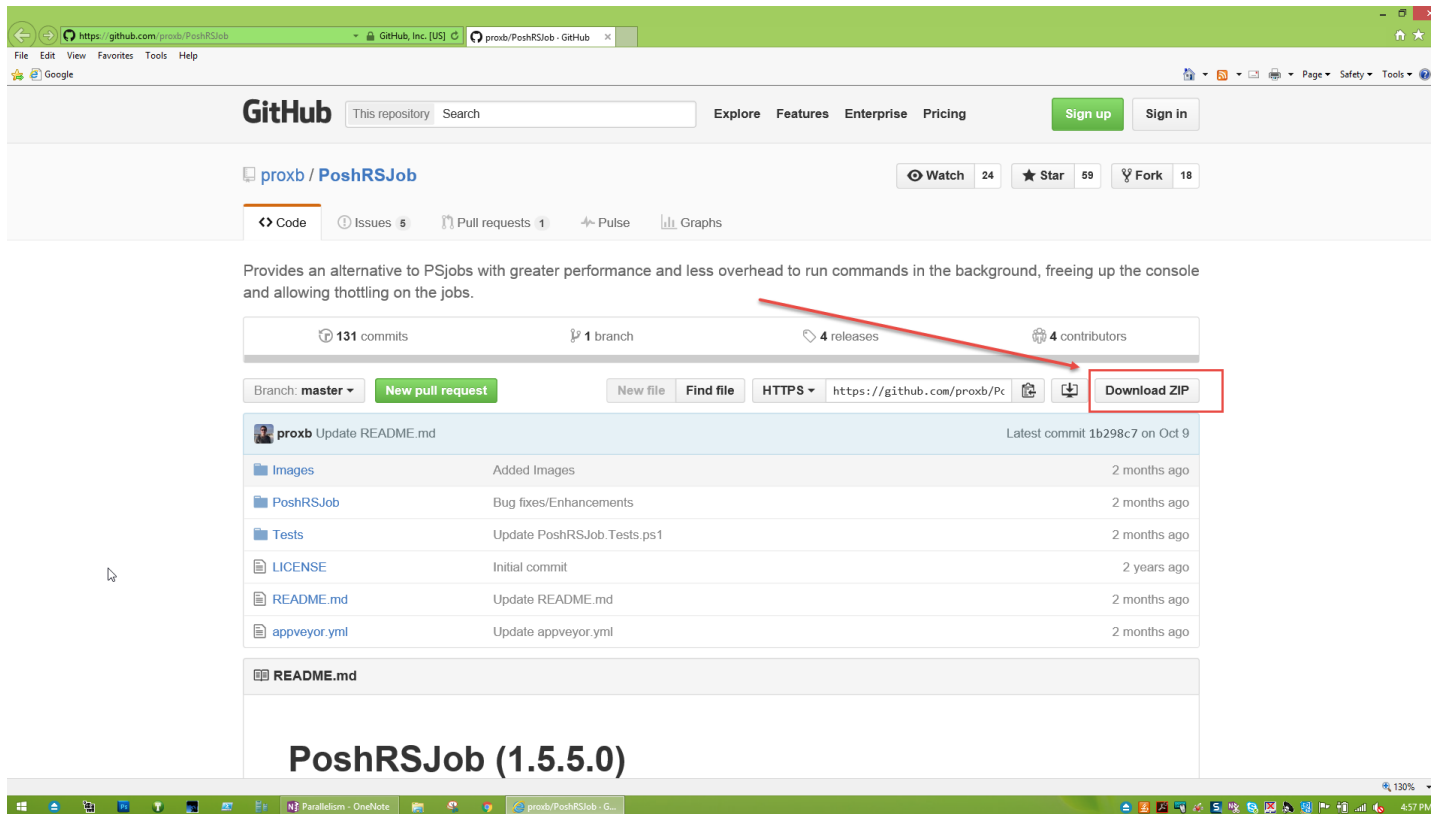 https://github.com/proxb/PoshRSJob
GitHub, Inc. [US]
proxb/PoshRSJob - GitHub
File Edit View Favorites Tools Help
Google
Page Safety Tools
GitHub
This repository Search
Explore Features Enterprise Pricing
Sign up Sign in
proxb / PoshRSJob
Watch 24 Star 59 Fork 18
Code Issues 5 Pull requests 1 Pulse Graphs
Provides an alternative to PSjobs with greater performance and less overhead to run commands in the background, freeing up the console
and allowing thottling on the jobs.
131 commits 1 branch 4 releases 4 contributors
Branch: master New pull request New file Find file HTTPS https://github.com/proxb/Pc Download ZIP
proxb Update README.md Latest commit 1b298c7 on Oct 9
Images Added Images 2 months ago
PoshRSJob Bug fixes/Enhancements 2 months ago
Tests Update PoshRSJob.Tests.ps1 2 months ago
LICENSE Initial commit 2 years ago
README.md Update README.md 2 months ago
appveyor.yml Update appveyor.yml 2 months ago
README.md
PoshRSJob (1.5.5.0)
130%
Parallelism - OneNote
proxb/PoshRSJob - G...
4:57 PM